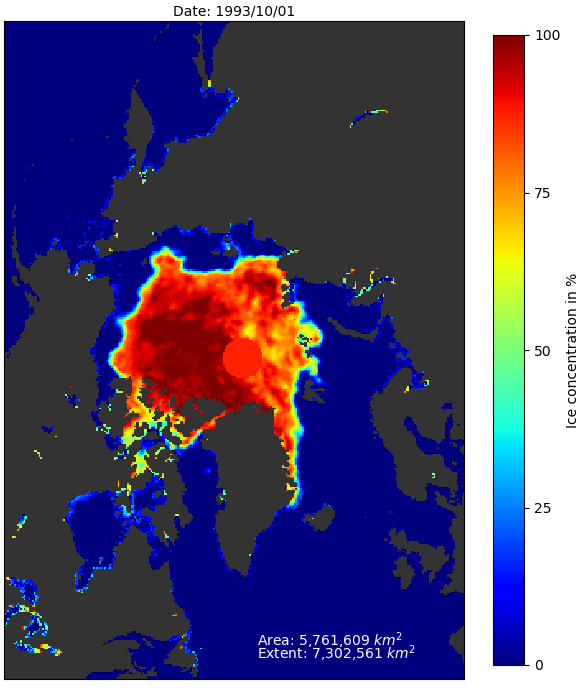 Date: 1993/10/01
100
75
50
25
0
Ice concentration in %
Area: 5,761,609 km²
Extent: 7,302,561 km²